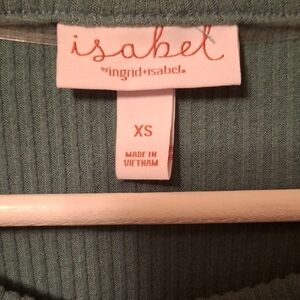 isabel
by ingrid+isabel®
XS
MADE IN
VIETNAM